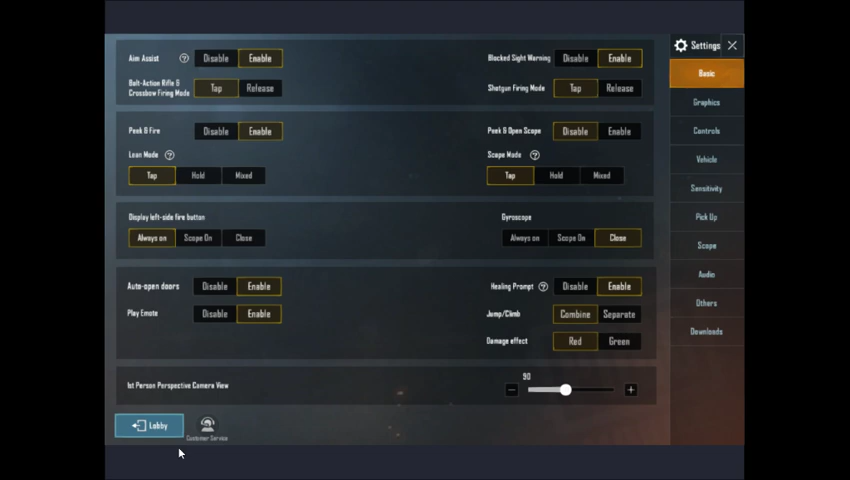 Settings
Aim Assist ? Disable Enable
Blocked Sight Warning Disable Enable
Basic
Bolt-Action Rifle &
Crossbow Firing Mode Tap Release
Shotgun Firing Mode Tap Release
Graphics
Peek & Fire Disable Enable
Peek & Open Scope Disable Enable
Controls
Lean Mode ?
Scope Mode ?
Vehicle
Tap Hold Mixed
Tap Hold Mixed
Sensitivity
Display left-side fire button
Gyroscope
Pick Up
Always on Scope On Close
Always on Scope On Close
Scope
Auto-open doors Disable Enable
Healing Prompt ? Disable Enable
Audio
Play Emote Disable Enable
Jump/Climb Combine Separate
Others
Damage effect Red Green
Downloads
1st Person Perspective Camera View
90
Lobby
Customer Service